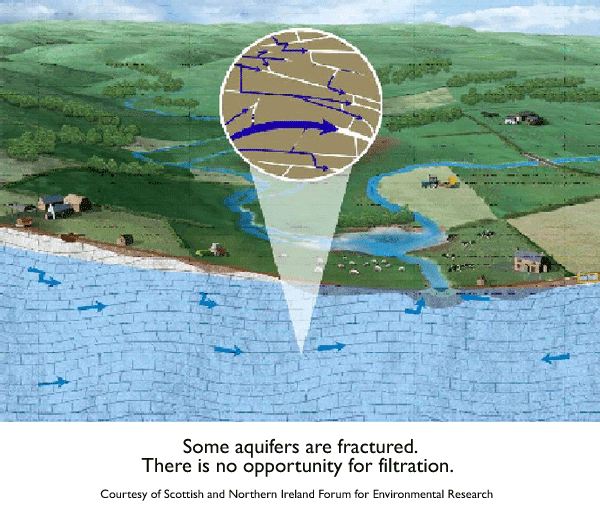 Some aquifers are fractured.
There is no opportunity for filtration.
Courtesy of Scottish and Northern Ireland Forum for Environmental Research